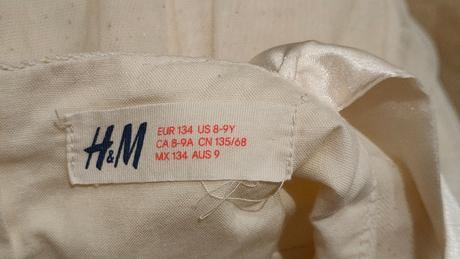 H&M
EUR 134 US 8-9Y
CA 8-9A CN 135/68
MX 134 AUS 9